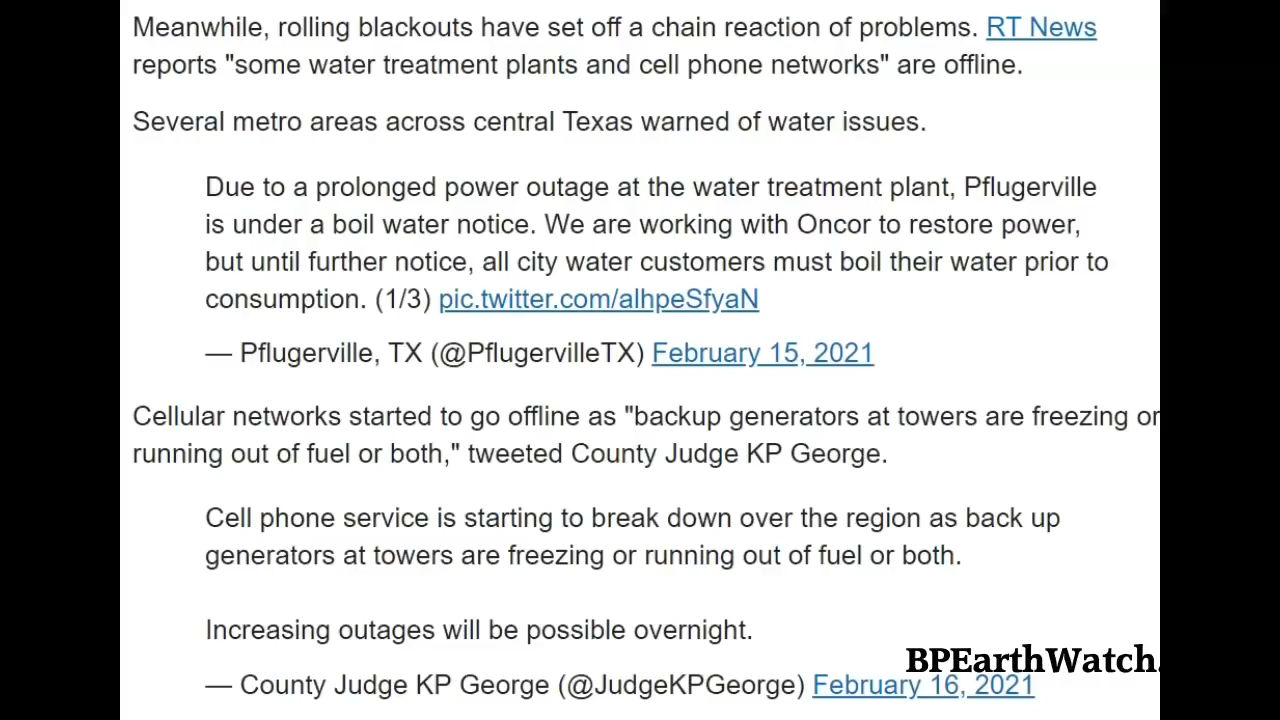 Meanwhile, rolling blackouts have set off a chain reaction of problems. RT News
reports "some water treatment plants and cell phone networks" are offline.
Several metro areas across central Texas warned of water issues.
Due to a prolonged power outage at the water treatment plant, Pflugerville
is under a boil water notice. We are working with Oncor to restore power,
but until further notice, all city water customers must boil their water prior to
consumption. (1/3) pic.twitter.com/alhpeSfyaN
— Pflugerville, TX (@PflugervilleTX) February 15, 2021
Cellular networks started to go offline as "backup generators at towers are freezing or
running out of fuel or both," tweeted County Judge KP George.
Cell phone service is starting to break down over the region as back up
generators at towers are freezing or running out of fuel or both.
Increasing outages will be possible overnight.
BPEarthWatch.
— County Judge KP George (@JudgeKPGeorge) February 16, 2021